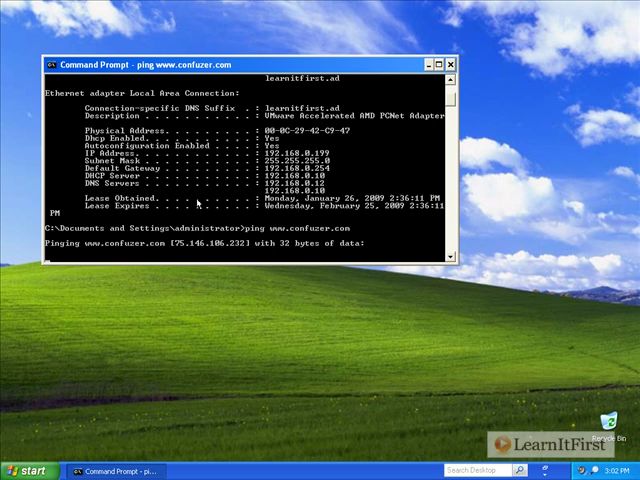 Command Prompt - ping www.confuzer.com
learnitfirst.ad
Ethernet adapter Local Area Connection:
Connection-specific DNS Suffix . : learnitfirst.ad
Description . . . . . . . . . . . : VMware Accelerated AMD PCNet Adapter
Physical Address. . . . . . . . . : 00-0C-29-42-C9-47
Dhcp Enabled. . . . . . . . . . . : Yes
Autoconfiguration Enabled . . . . : Yes
IP Address. . . . . . . . . . . . : 192.168.0.199
Subnet Mask . . . . . . . . . . . : 255.255.255.0
Default Gateway . . . . . . . . . : 192.168.0.254
DHCP Server . . . . . . . . . . . : 192.168.0.10
DNS Servers . . . . . . . . . . . : 192.168.0.12
192.168.0.10
Lease Obtained. . . . . . . . . . : Monday, January 26, 2009 2:36:11 PM
Lease Expires . . . . . . . . . . : Wednesday, February 25, 2009 2:36:11
PM
C:\Documents and Settings\administrator>ping www.confuzer.com
Pinging www.confuzer.com [75.146.106.232] with 32 bytes of data:
Recycle Bin
LearnItFirst
start
Command Prompt - pi...
Search Desktop
3:02 PM